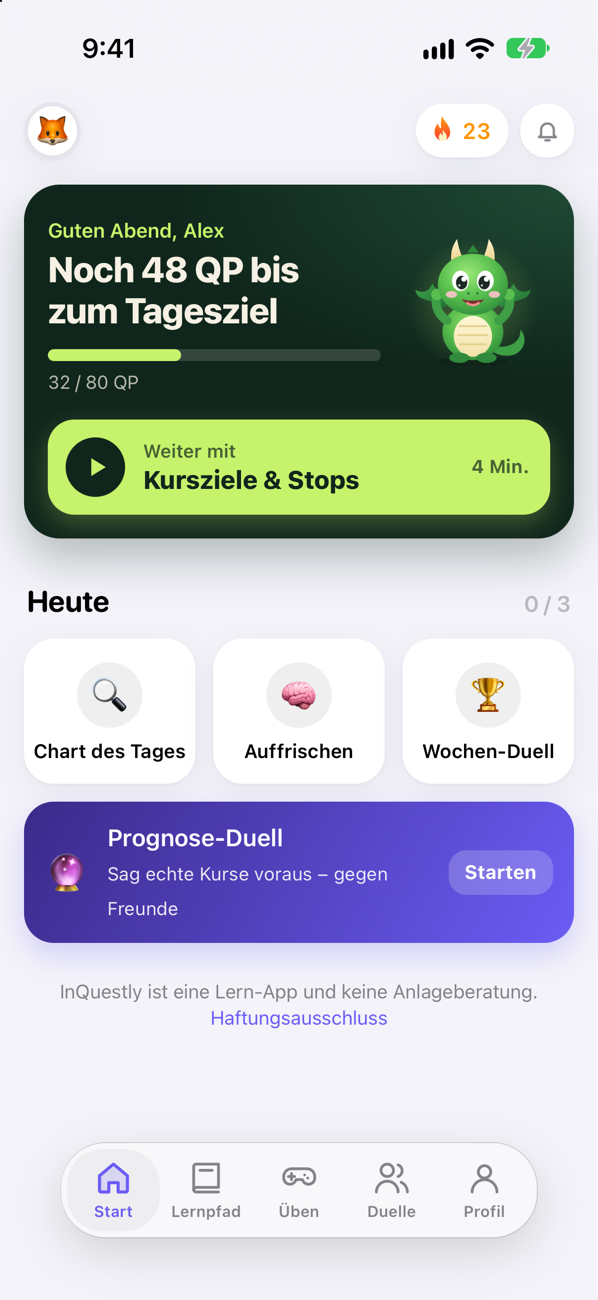 9:41
23
Guten Abend, Alex
Noch 48 QP bis
zum Tagesziel
32 / 80 QP
Weiter mit
Kursziele & Stops
4 Min.
Heute
0 / 3
Chart des Tages
Auffrischen
Wochen-Duell
Prognose-Duell
Sag echte Kurse voraus – gegen
Freunde
Starten
InQuestly ist eine Lern-App und keine Anlageberatung.
Haftungsausschluss
Start
Lernpfad
Üben
Duelle
Profil